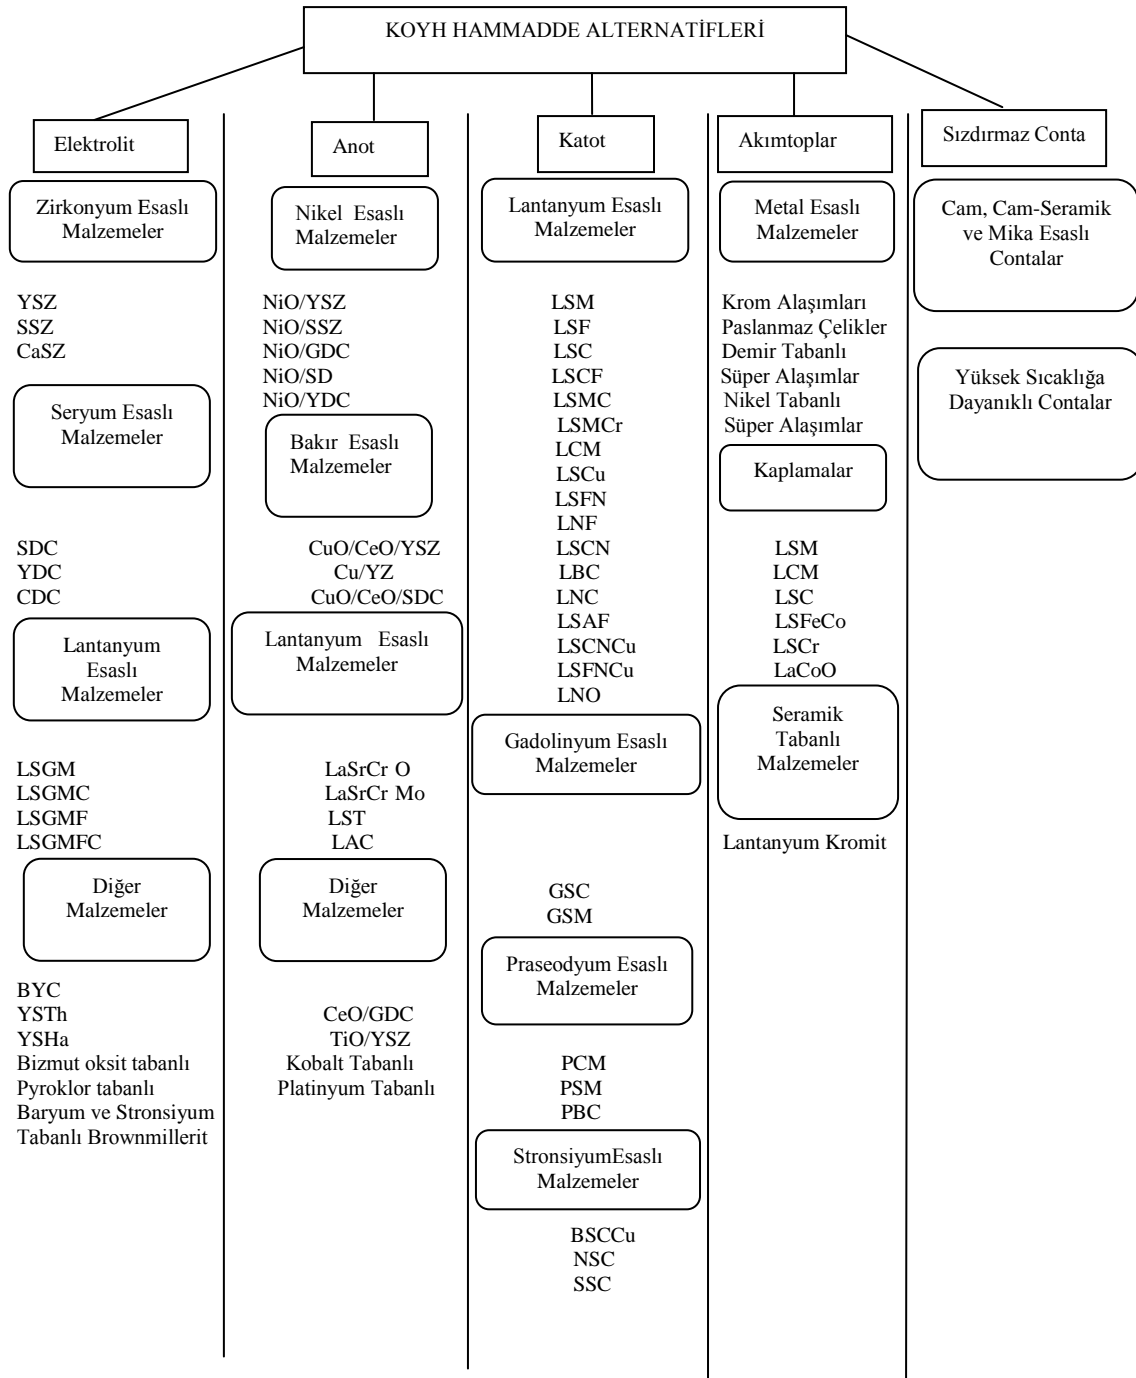 KOYH HAMMADDE ALTERNATİFLERİ
Elektrolit
Zirkonyum Esaslı
Malzemeler
YSZ
SSZ
CaSZ
Seryum Esaslı
Malzemeler
SDC
YDC
CDC
Lantanyum
Esaslı
Malzemeler
LSGM
LSGMC
LSGMF
LSGMFC
Diğer
Malzemeler
BYC
YSTh
YSHa
Bizmut oksit tabanlı
Pyroklor tabanlı
Baryum ve Stronsiyum
Tabanlı Brownmillerit
Anot
Nikel Esaslı
Malzemeler
NiO/YSZ
NiO/SSZ
NiO/GDC
NiO/SD
NiO/YDC
Bakır Esaslı
Malzemeler
CuO/CeO/YSZ
Cu/YZ
CuO/CeO/SDC
Lantanyum Esaslı
Malzemeler
LaSrCr O
LaSrCr Mo
LST
LAC
Diğer
Malzemeler
CeO/GDC
TiO/YSZ
Kobalt Tabanlı
Platinyum Tabanlı
Katot
Lantanyum Esaslı
Malzemeler
LSM
LSF
LSC
LSCF
LSMC
LSMCr
LCM
LSCu
LSFN
LNF
LSCN
LBC
LNC
LSAF
LSCNCu
LSFNCu
LNO
Gadolinyum Esaslı
Malzemeler
GSC
GSM
Praseodyum Esaslı
Malzemeler
PCM
PSM
PBC
StronsiyumEsaslı
Malzemeler
BSCCu
NSC
SSC
Akımtoplar
Metal Esaslı
Malzemeler
Krom Alaşımları
Paslanmaz Çelikler
Demir Tabanlı
Süper Alaşımlar
Nikel Tabanlı
Süper Alaşımlar
Kaplamalar
LSM
LCM
LSC
LSFeCo
LSCr
LaCoO
Seramik
Tabanlı
Malzemeler
Lantanyum Kromit
Sızdırmaz Conta
Cam, Cam-Seramik
ve Mika Esaslı
Contalar
Yüksek Sıcaklığa
Dayanıklı Contalar